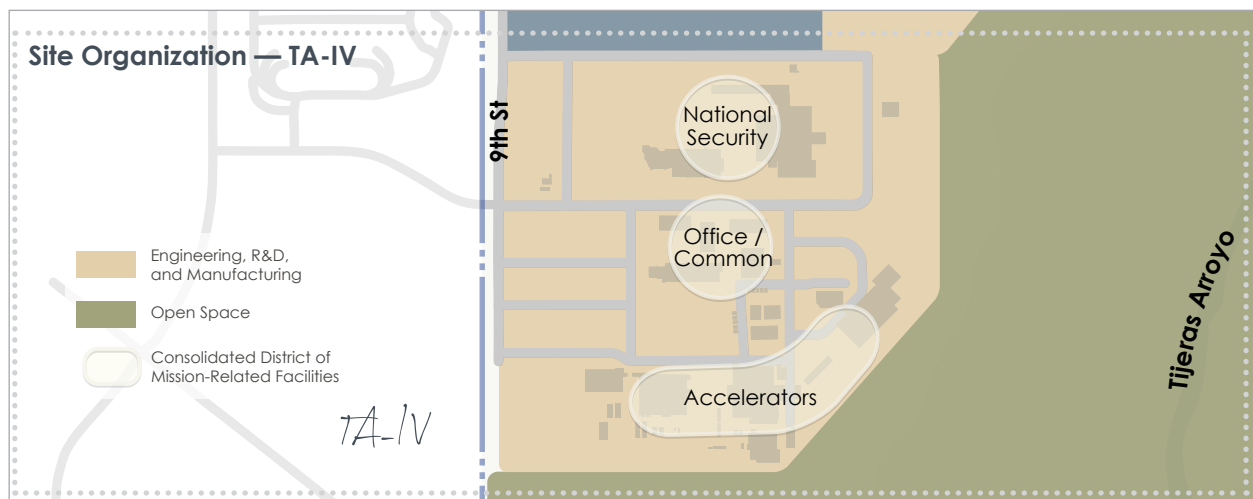 Site Organization — TA-IV
9th St
National
Security
Office /
Common
Engineering, R&D,
and Manufacturing
Open Space
Consolidated District of
Mission-Related Facilities
Accelerators
Tijeras Arroyo
TA-IV